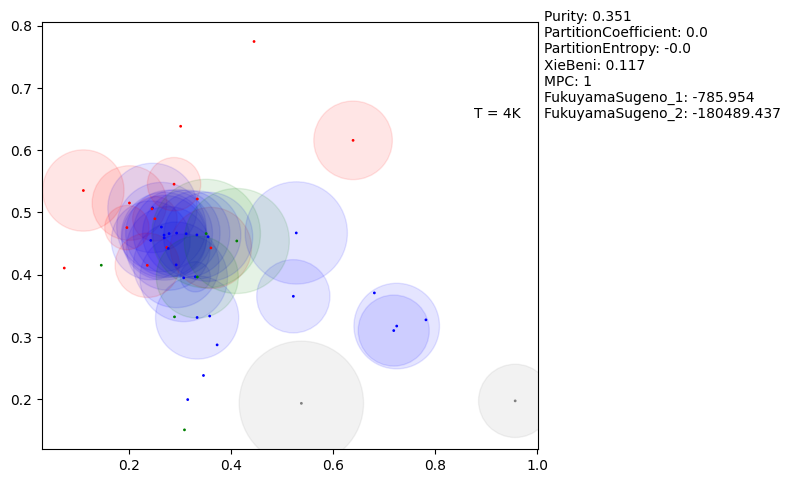 Purity: 0.351
PartitionCoefficient: 0.0
PartitionEntropy: -0.0
XieBeni: 0.117
MPC: 1
FukuyamaSugeno_1: -785.954
FukuyamaSugeno_2: -180489.437
T = 4K
0.8
0.7
0.6
0.5
0.4
0.3
0.2
0.2
0.4
0.6
0.8
1.0